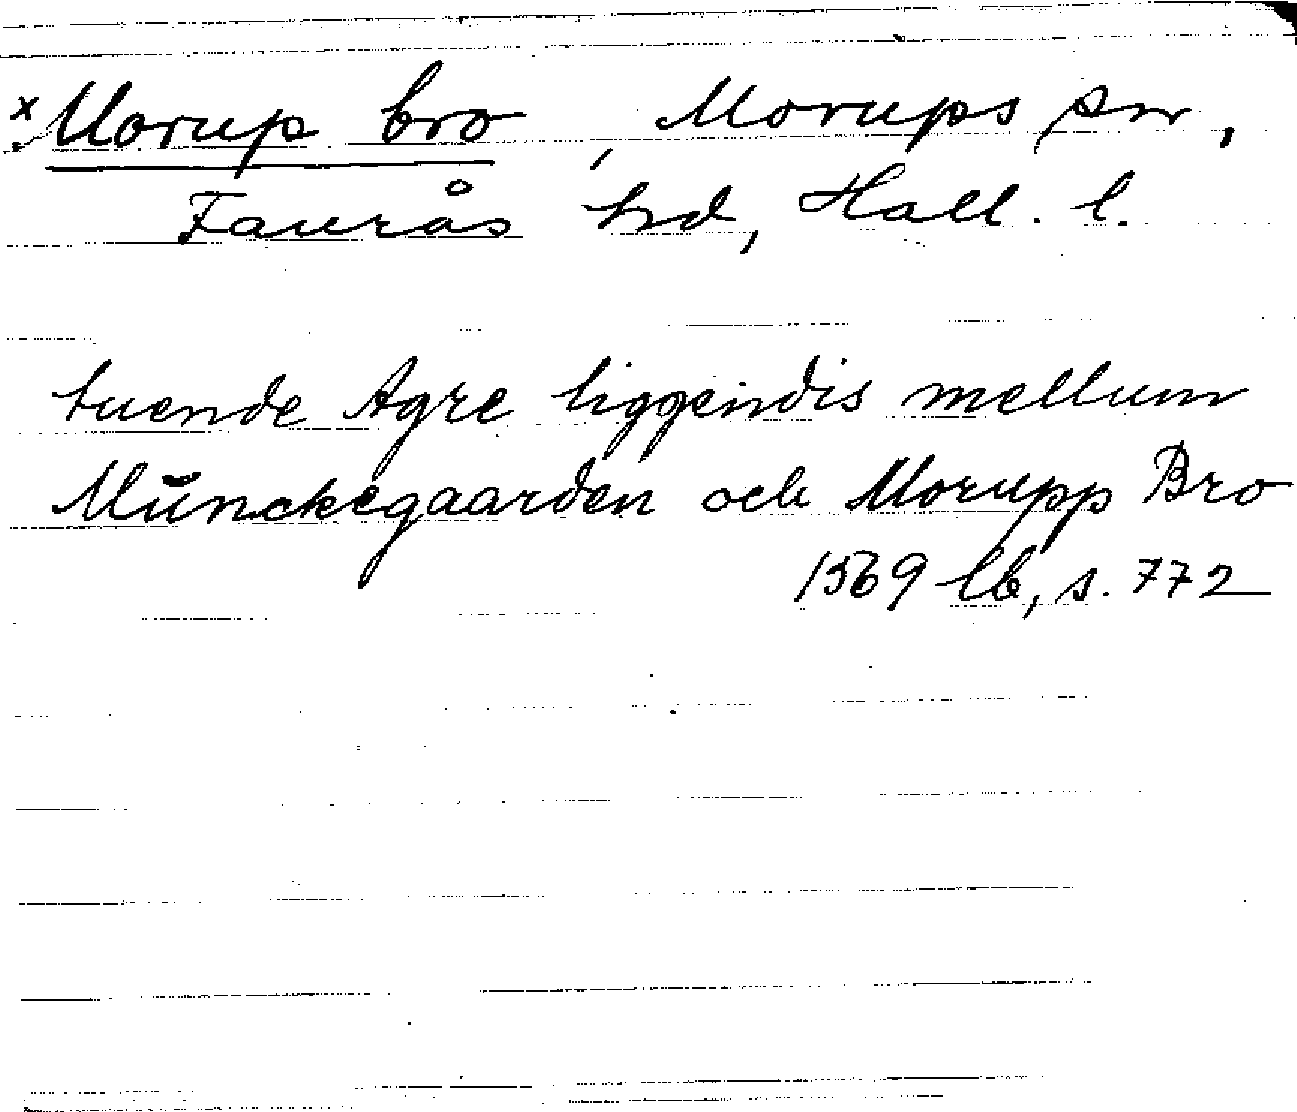 x Morup bro, Morups sn,
Faurås hd, Hall. l.
tuende Agre liggendis mellum
Münckegaarden och Morupp Bro
1569 lb, s. 772